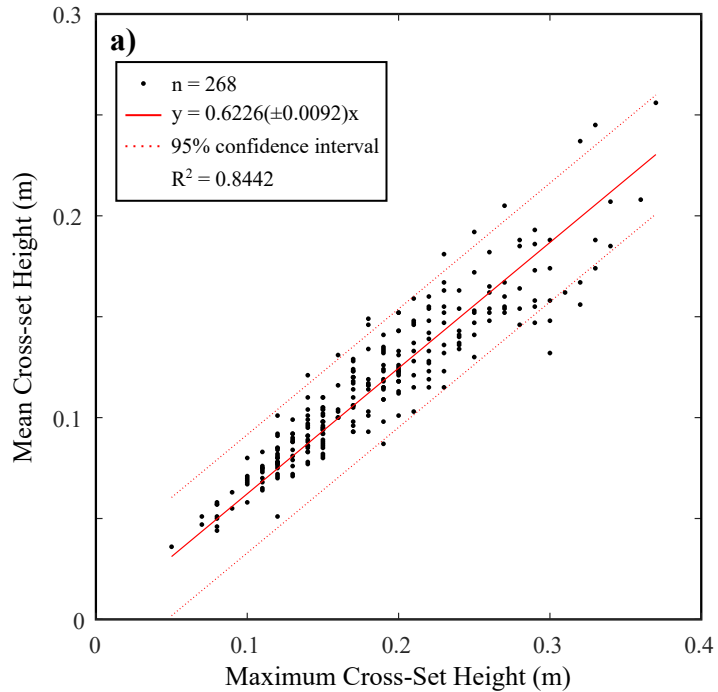 a)
n = 268
y = 0.6226(±0.0092)x
95% confidence interval
R² = 0.8442
0.3
0.2
0.1
0
Mean Cross-set Height (m)
0
0.1
0.2
0.3
0.4
Maximum Cross-Set Height (m)